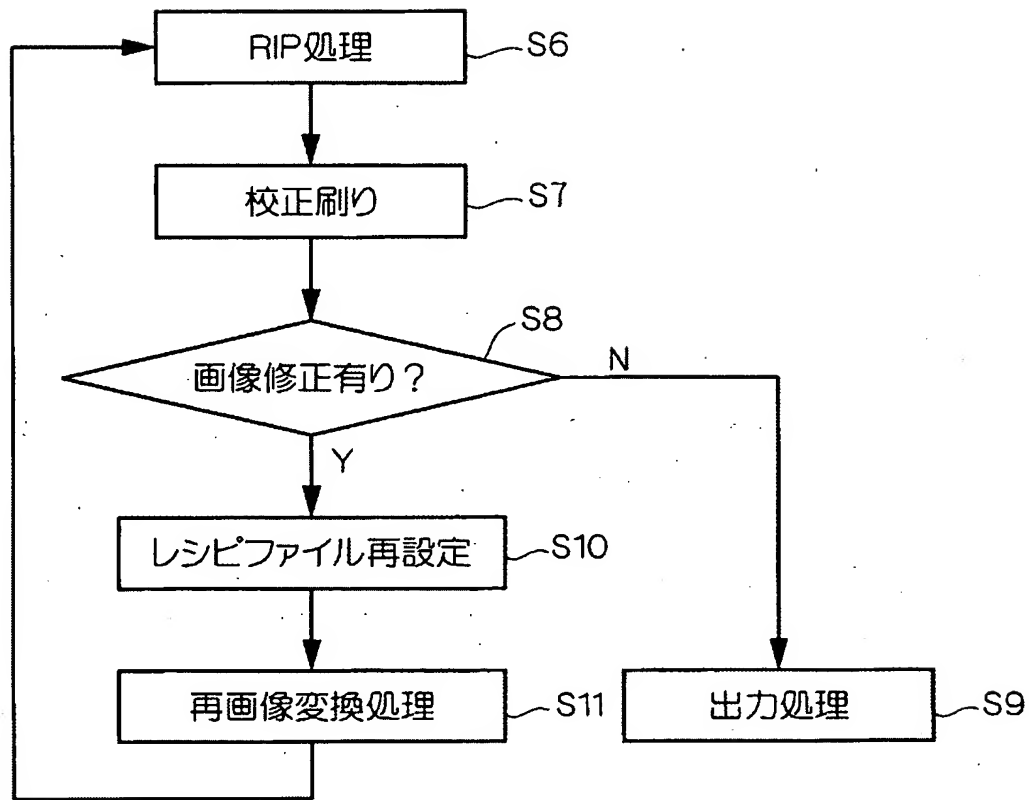 RIP処理
S6
校正刷り
S7
S8
画像修正有り?
N
Y
レシピファイル再設定
S10
再画像変換処理
S11
出力処理
S9